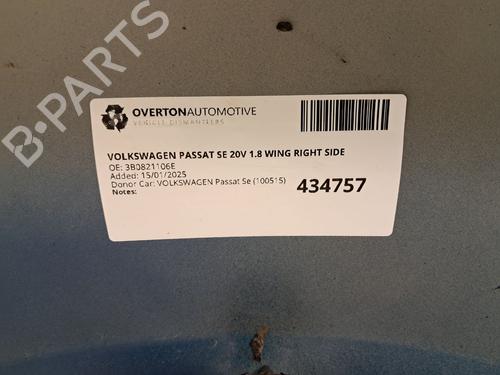 B-PARTS
OVERTONAUTOMOTIVE
VEHICLE DISMANTLERS
VOLKSWAGEN PASSAT SE 20V 1.8 WING RIGHT SIDE
OE: 3B0821106E
Added: 15/01/2025
Donor Car: VOLKSWAGEN Passat Se (100515)
Notes:
434757